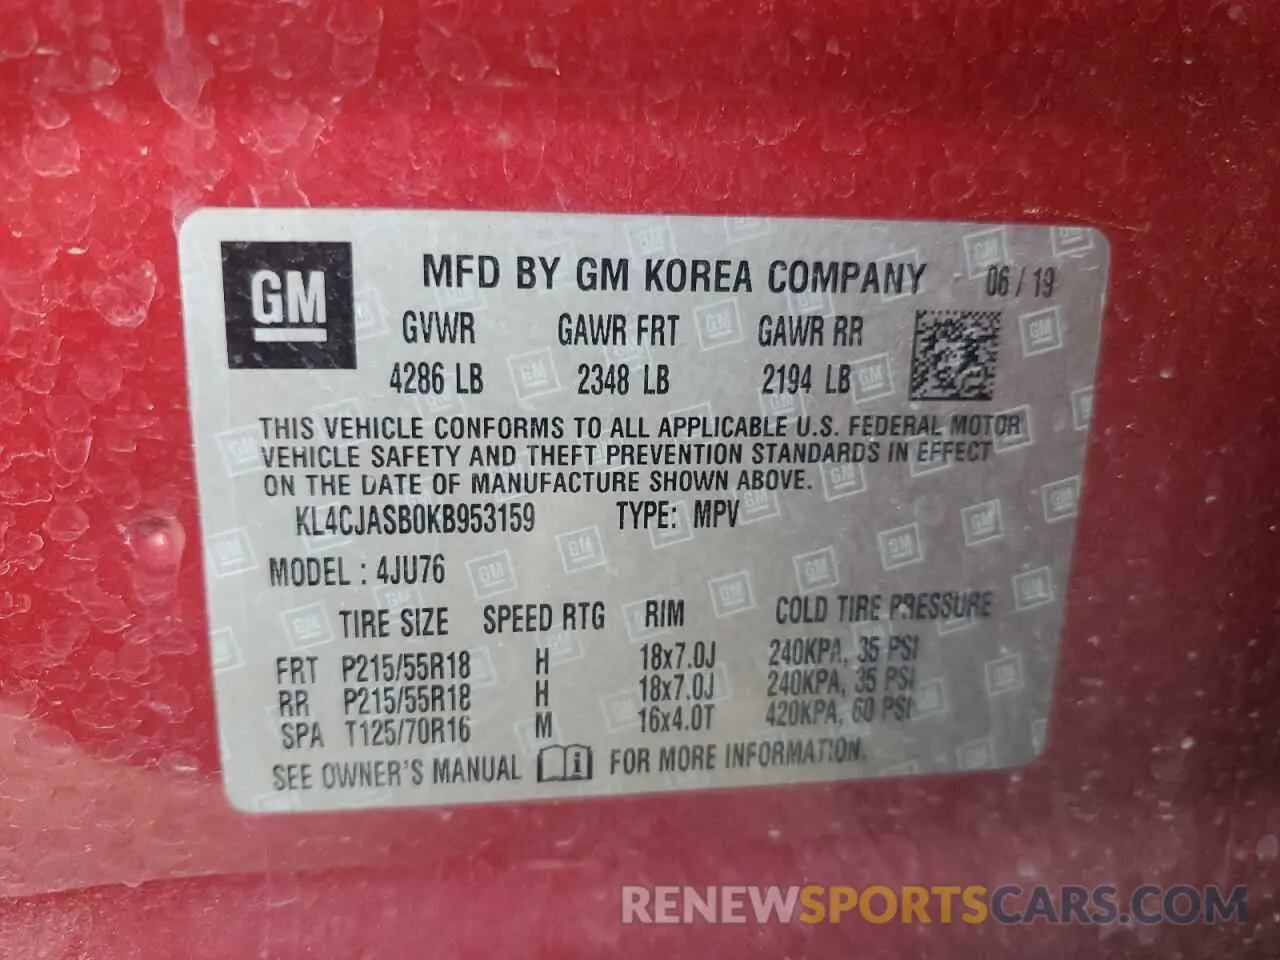 GM
MFD BY GM KOREA COMPANY 06/19
GVWR GAWR FRT GAWR RR
4286 LB 2348 LB 2194 LB
THIS VEHICLE CONFORMS TO ALL APPLICABLE U.S. FEDERAL MOTOR
VEHICLE SAFETY AND THEFT PREVENTION STANDARDS IN EFFECT
ON THE DATE OF MANUFACTURE SHOWN ABOVE.
KL4CJASB0KB953159 TYPE: MPV
MODEL : 4JU76
TIRE SIZE SPEED RTG RIM COLD TIRE PRESSURE
FRT P215/55R18 H 18x7.0J 240KPA, 35 PSI
RR P215/55R18 H 18x7.0J 240KPA, 35 PSI
SPA T125/70R16 M 16x4.0T 420KPA, 60 PSI
SEE OWNER'S MANUAL i FOR MORE INFORMATION.
RENEWSPORTSCARS.COM